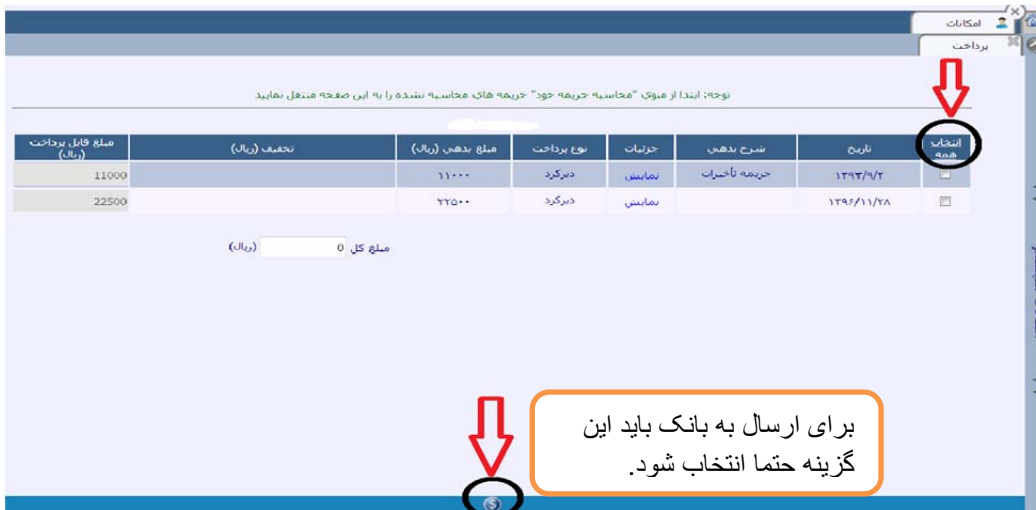 امکانات
پرداخت
توجه: ابتدا از منوی "محاسبه جریمه خود" جریمه های محاسبه نشده را به این صفحه منتقل نمایید
انتخاب همه تاریخ شرح بدهی جزئیات نوع پرداخت مبلغ بدهی (ریال) تخفیف (ریال) مبلغ قابل پرداخت (ریال)
۱۳۹۳/۹/۲ جریمه تأخیرات نمایش دیرکرد ۱۱۰۰۰ 11000
۱۳۹۶/۱۱/۲۸ نمایش دیرکرد ۲۲۵۰۰ 22500
مبلغ کل 0 (ریال)
برای ارسال به بانک باید این
گزینه حتما انتخاب شود.